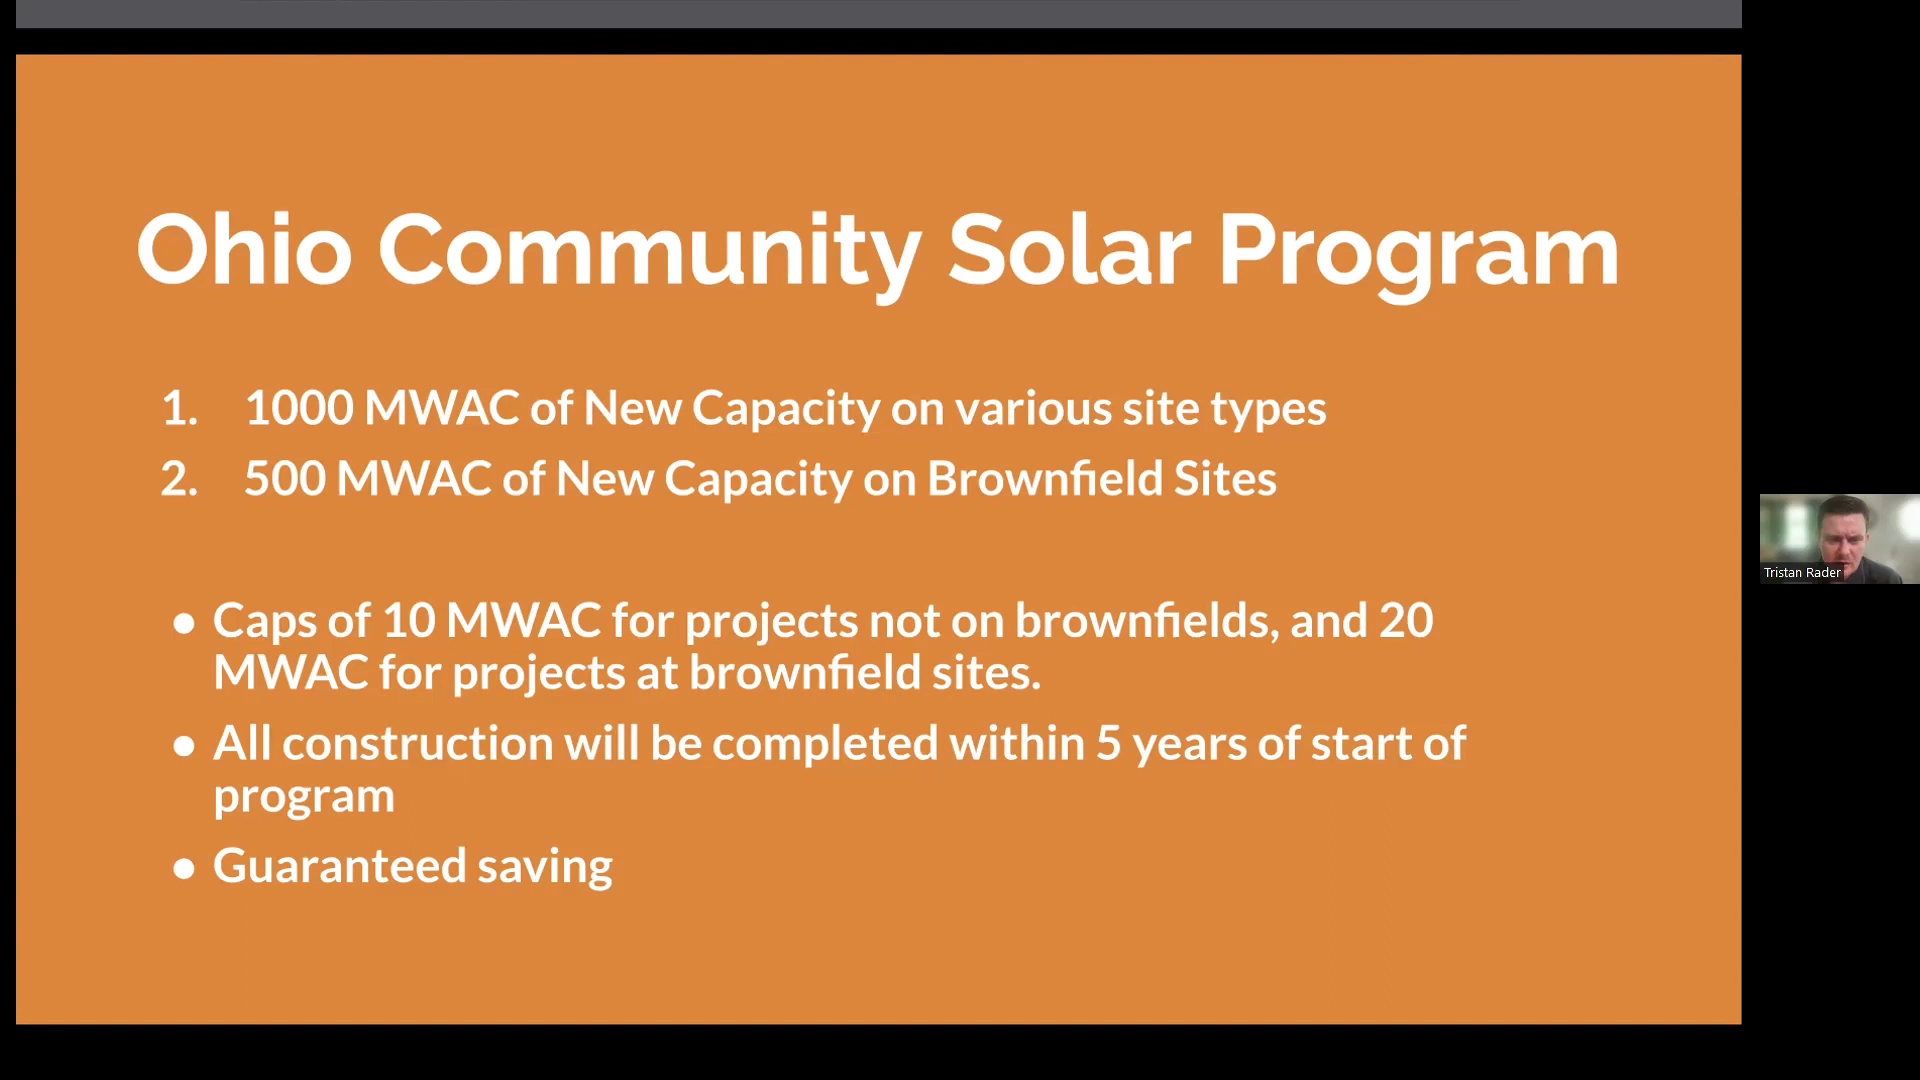 Ohio Community Solar Program
1. 1000 MWAC of New Capacity on various site types
2. 500 MWAC of New Capacity on Brownfield Sites
● Caps of 10 MWAC for projects not on brownfields, and 20
MWAC for projects at brownfield sites.
● All construction will be completed within 5 years of start of
program
● Guaranteed saving
Tristan Rader